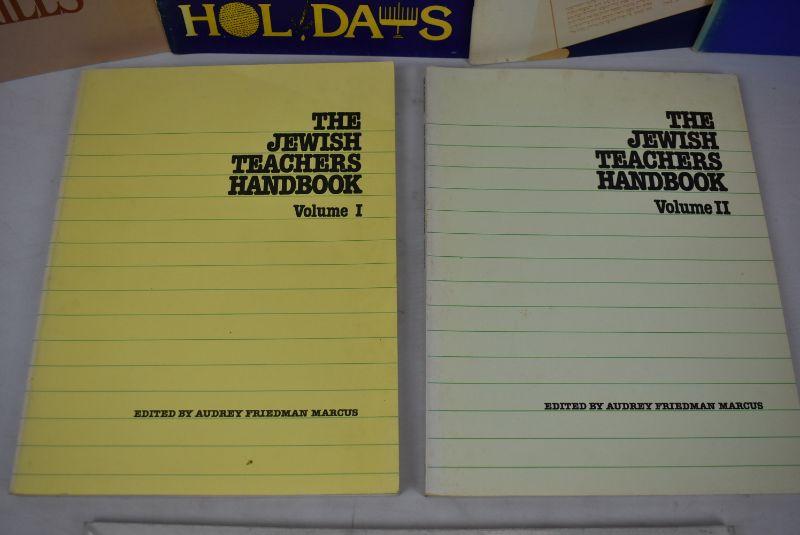 HOLIDAYS
THE
JEWISH
TEACHERS
HANDBOOK
Volume I
EDITED BY AUDREY FRIEDMAN MARCUS
THE
JEWISH
TEACHERS
HANDBOOK
Volume II
EDITED BY AUDREY FRIEDMAN MARCUS